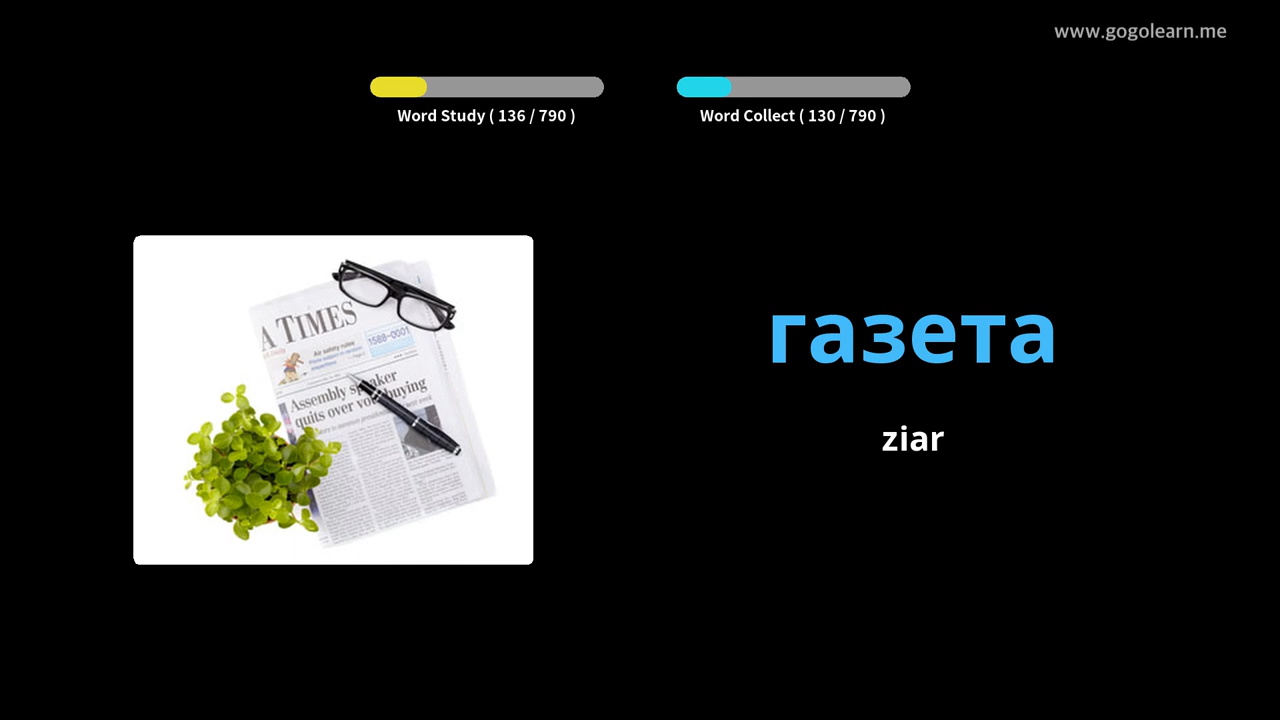 www.gogolearn.me
Word Study ( 136 / 790 )
Word Collect ( 130 / 790 )
A TIMES
1588-0001
Air safety rules
Assembly speaker
quits over vote buying
газета
ziar